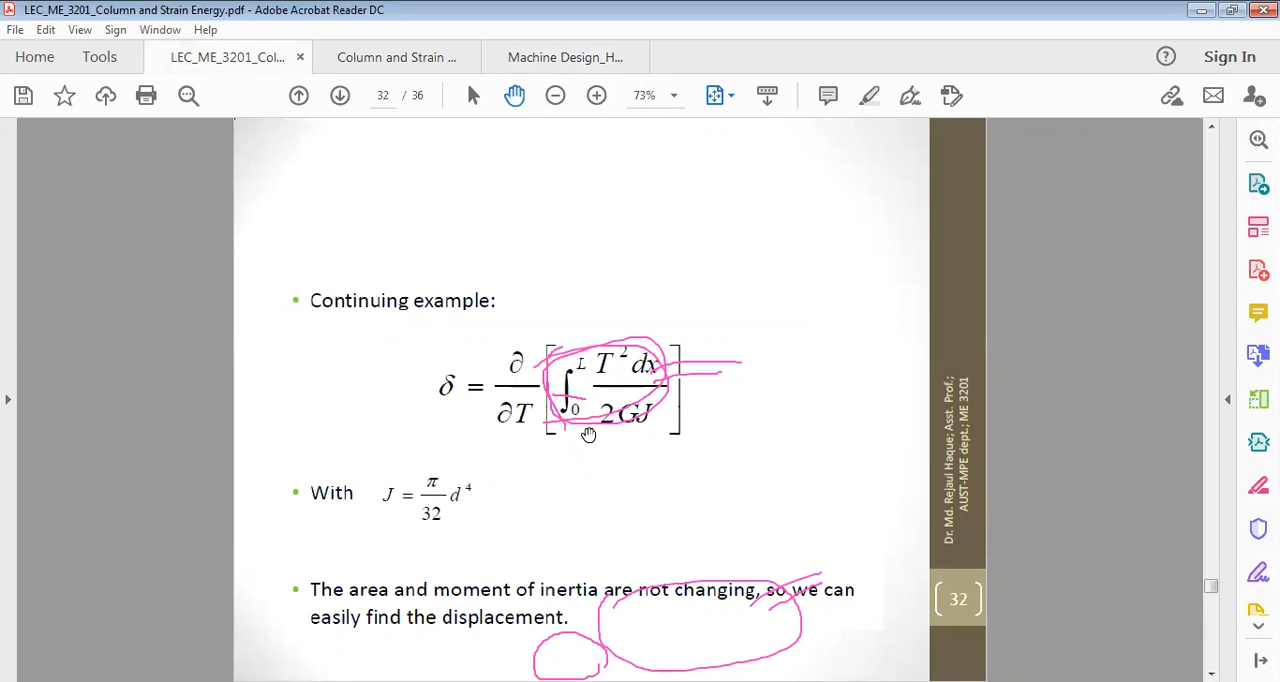 LEC_ME_3201_Column and Strain Energy.pdf - Adobe Acrobat Reader DC
File Edit View Sign Window Help
Home Tools LEC_ME_3201_Col... × Column and Strain ... Machine Design_H... Sign In
32 / 36 73%
• Continuing example:
δ = ∂/∂T [ ∫₀ᴸ T² dx / 2GJ ]
• With J = π/32 d⁴
• The area and moment of inertia are not changing, so we can
easily find the displacement.
Dr. Md. Rejaul Haque; Asst. Prof.;
AUST-MPE dept.; ME 3201
32